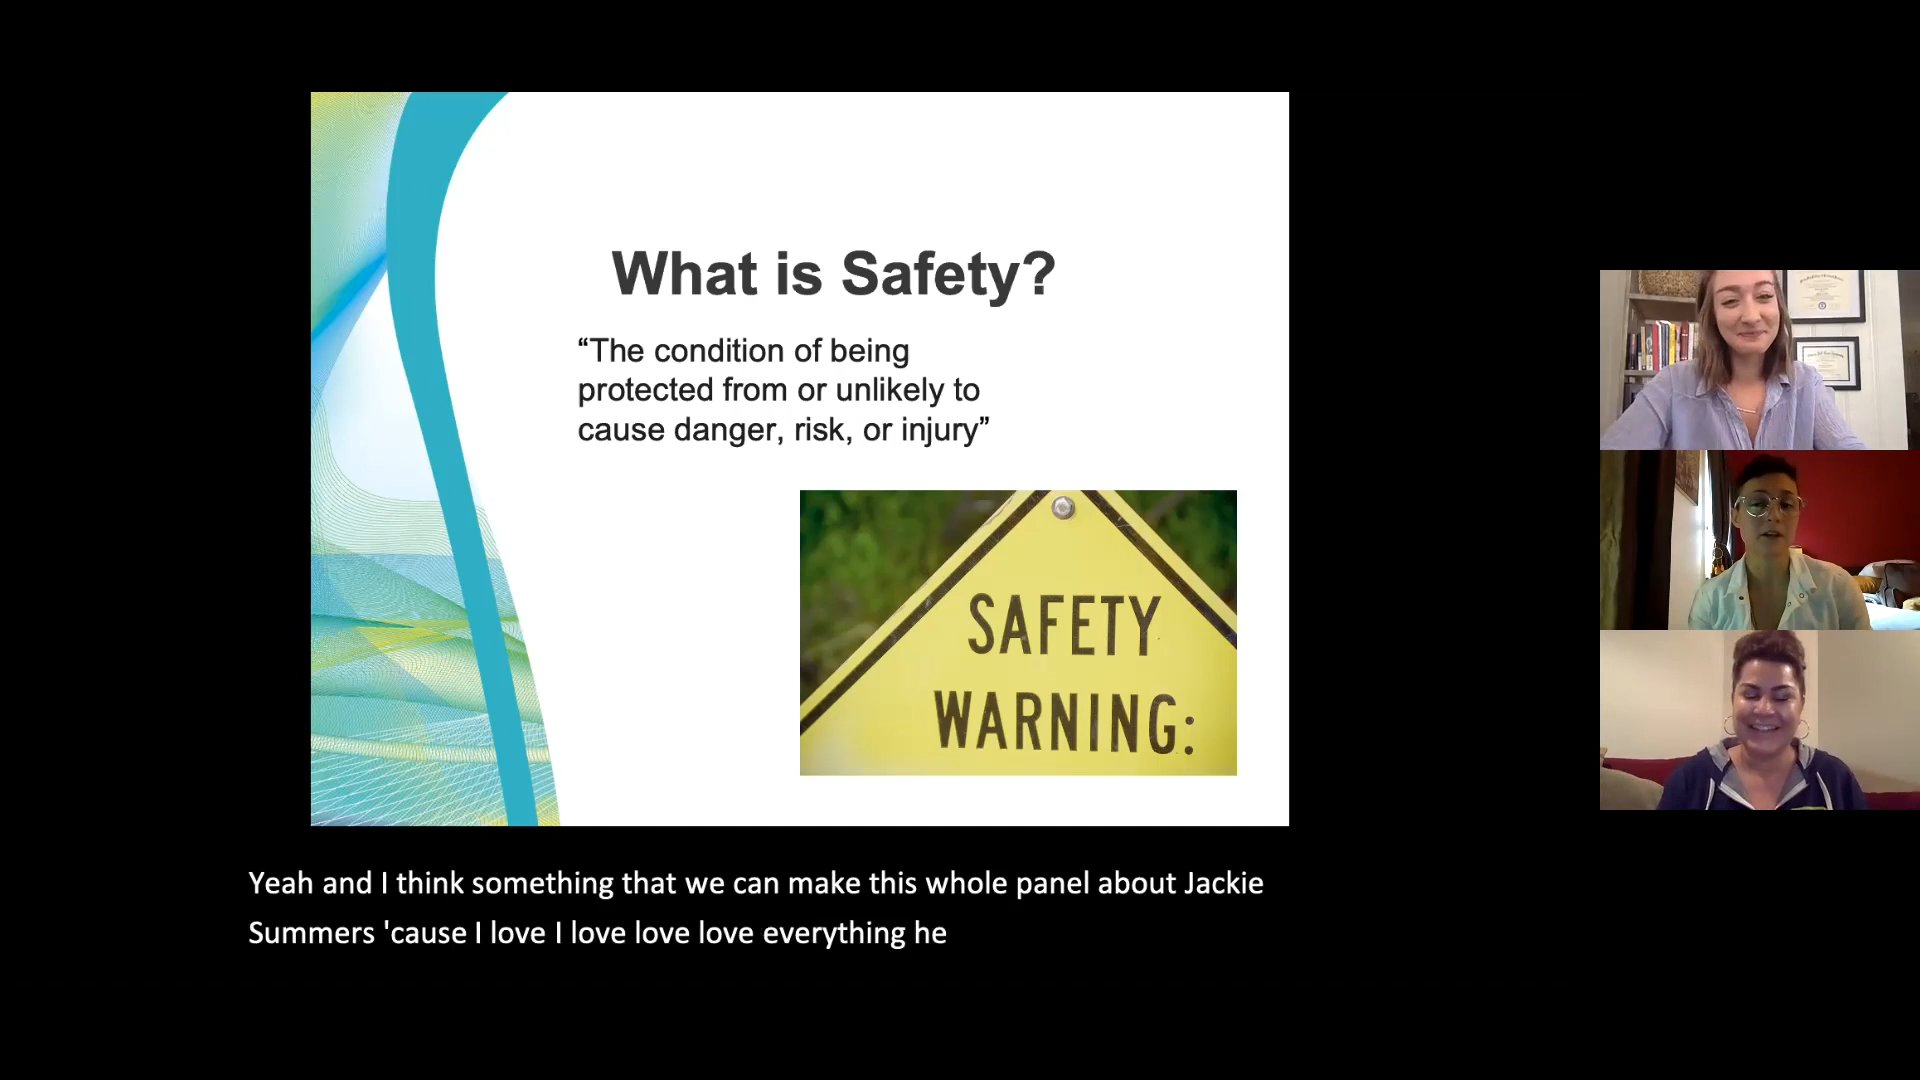 What is Safety?
“The condition of being
protected from or unlikely to
cause danger, risk, or injury”
SAFETY
WARNING:
Yeah and I think something that we can make this whole panel about Jackie
Summers 'cause I love I love love love everything he